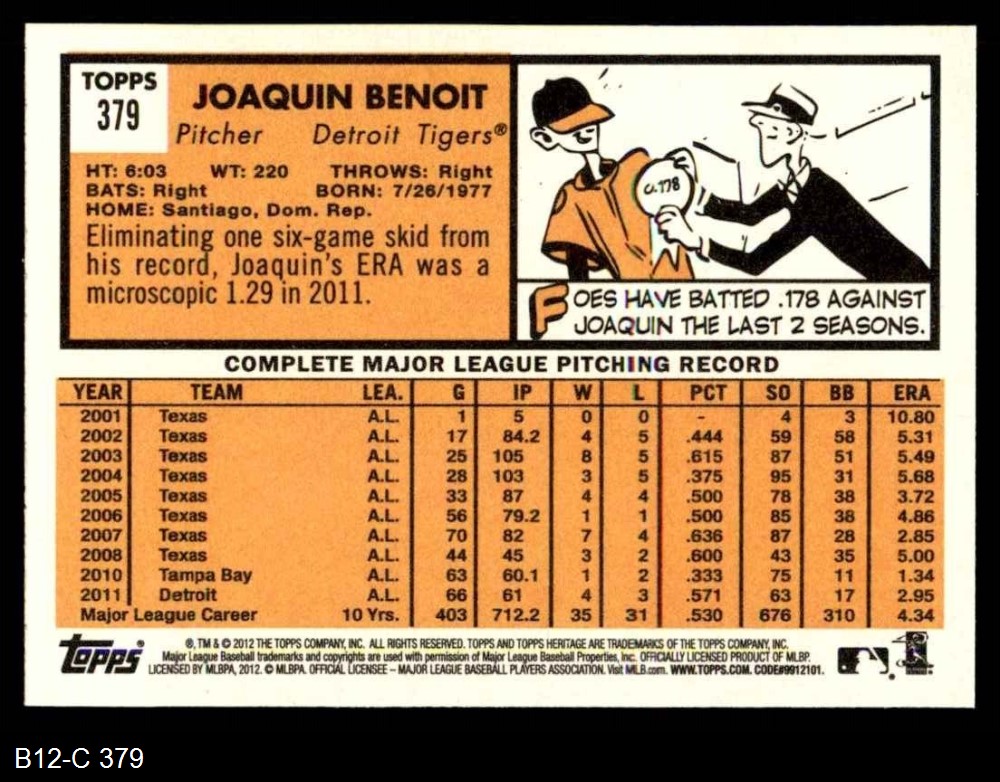 TOPPS
379
JOAQUIN BENOIT
Pitcher Detroit Tigers®
HT: 6:03 WT: 220 THROWS: Right
BATS: Right BORN: 7/26/1977
HOME: Santiago, Dom. Rep.
Eliminating one six-game skid from
his record, Joaquin's ERA was a
microscopic 1.29 in 2011.
.178
FOES HAVE BATTED .178 AGAINST
JOAQUIN THE LAST 2 SEASONS.
COMPLETE MAJOR LEAGUE PITCHING RECORD
YEAR TEAM LEA. G IP W L PCT SO BB ERA
2001 Texas A.L. 1 5 0 0 - 4 3 10.80
2002 Texas A.L. 17 84.2 4 5 .444 59 58 5.31
2003 Texas A.L. 25 105 8 5 .615 87 51 5.49
2004 Texas A.L. 28 103 3 5 .375 95 31 5.68
2005 Texas A.L. 33 87 4 4 .500 78 38 3.72
2006 Texas A.L. 56 79.2 1 1 .500 85 38 4.86
2007 Texas A.L. 70 82 7 4 .636 87 28 2.85
2008 Texas A.L. 44 45 3 2 .600 43 35 5.00
2010 Tampa Bay A.L. 63 60.1 1 2 .333 75 11 1.34
2011 Detroit A.L. 66 61 4 3 .571 63 17 2.95
Major League Career 10 Yrs. 403 712.2 35 31 .530 676 310 4.34
Topps
®, TM & © 2012 THE TOPPS COMPANY, INC. ALL RIGHTS RESERVED. TOPPS AND TOPPS HERITAGE ARE TRADEMARKS OF THE TOPPS COMPANY, INC.
Major League Baseball trademarks and copyrights are used with permission of Major League Baseball Properties, Inc. OFFICIALLY LICENSED PRODUCT OF MLBP.
LICENSED BY MLBPA, 2012. © MLBPA. OFFICIAL LICENSEE – MAJOR LEAGUE BASEBALL PLAYERS ASSOCIATION. Visit MLB.com. WWW.TOPPS.COM. CODE#9912101.
B12-C 379